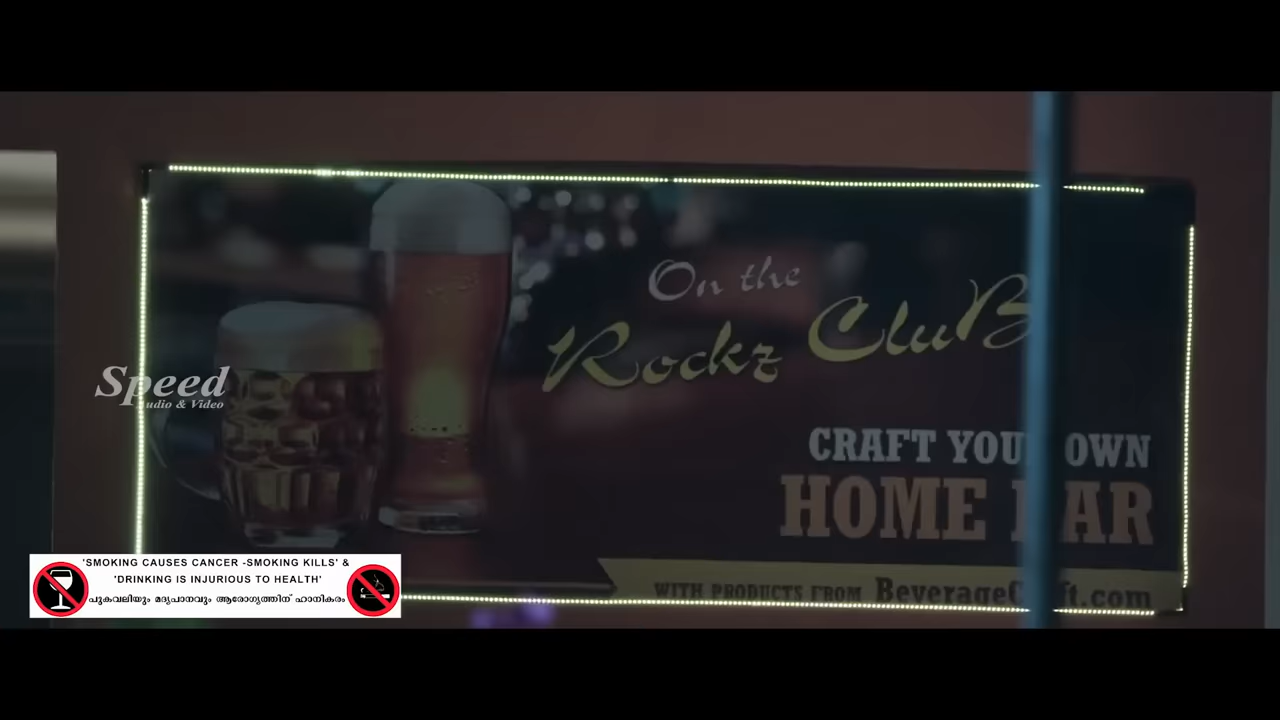 On the
Rockz CluB
CRAFT YOUR OWN
HOME BAR
WITH PRODUCTS FROM BeverageCraft.com
Speed
Audio & Video
'SMOKING CAUSES CANCER -SMOKING KILLS' &
'DRINKING IS INJURIOUS TO HEALTH'
പുകവലിയും മദ്യപാനവും ആരോഗ്യത്തിന് ഹാനികരം